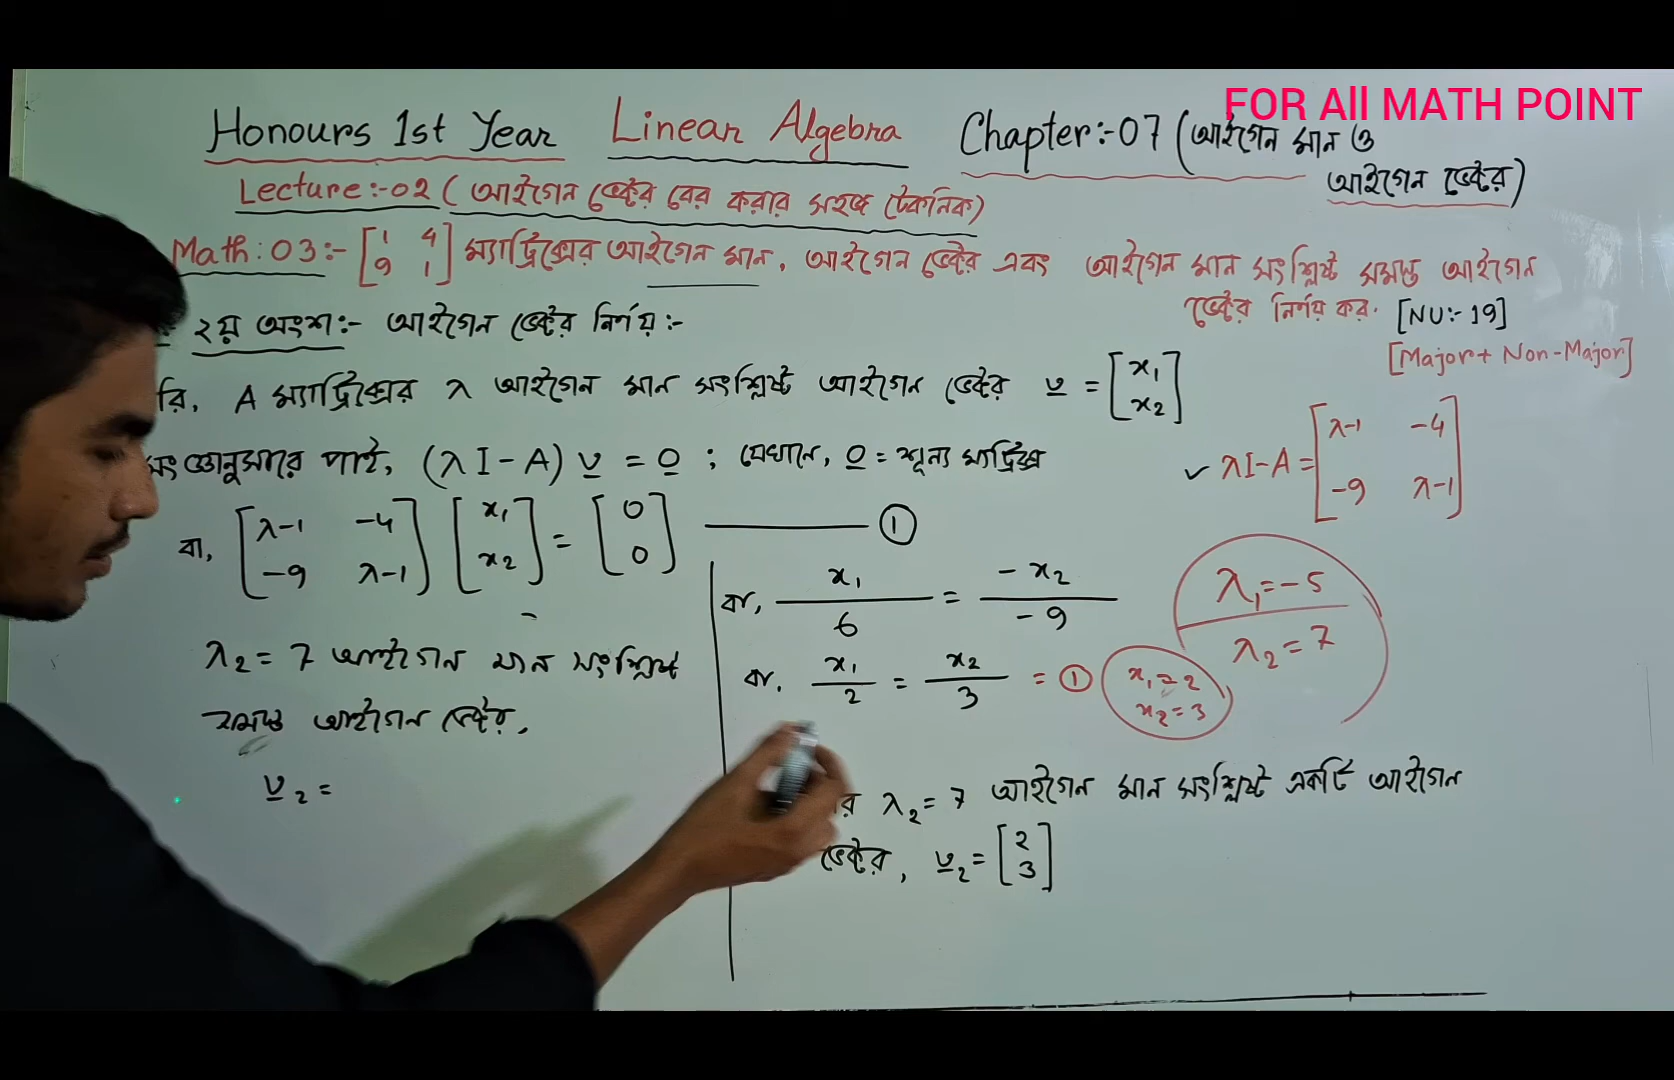 FOR All MATH POINT
Honours 1st Year Linear Algebra Chapter:-07 (আইগেন মান ও আইগেন ভেক্টর)
Lecture:-02 (আইগেন ভেক্টর বের করার সহজ টেকনিক)
Math: 03:- [1 4
9 1] ম্যাট্রিক্সের আইগেন মান, আইগেন ভেক্টর এবং আইগেন মান সংশ্লিষ্ট সমস্ত আইগেন
ভেক্টর নির্ণয় কর. [NU:- 19]
[Major + Non-Major]
২য় অংশ:- আইগেন ভেক্টর নির্ণয়:-
রি, A ম্যাট্রিক্সের λ আইগেন মান সংশ্লিষ্ট আইগেন ভেক্টর v = [x₁
x₂]
সংজ্ঞানুসারে পাই, (λI-A) v = 0 ; যেখানে, 0 = শূন্য ম্যাট্রিক্স
✓ λI-A = [λ-1 -4
-9 λ-1]
বা, [λ-1 -4
-9 λ-1] [x₁
x₂] = [0
0] ①
λ₂ = 7 আইগেন মান সংশ্লিষ্ট
সমস্ত আইগেন ভেক্টর,
v₂ =
বা, x₁/6 = -x₂/-9
বা, x₁/2 = x₂/3 = ①
x₁ = 2
x₂ = 3
λ₁ = -5
λ₂ = 7
র λ₂ = 7 আইগেন মান সংশ্লিষ্ট একটি আইগেন
ভেক্টর, v₂ = [2
3]